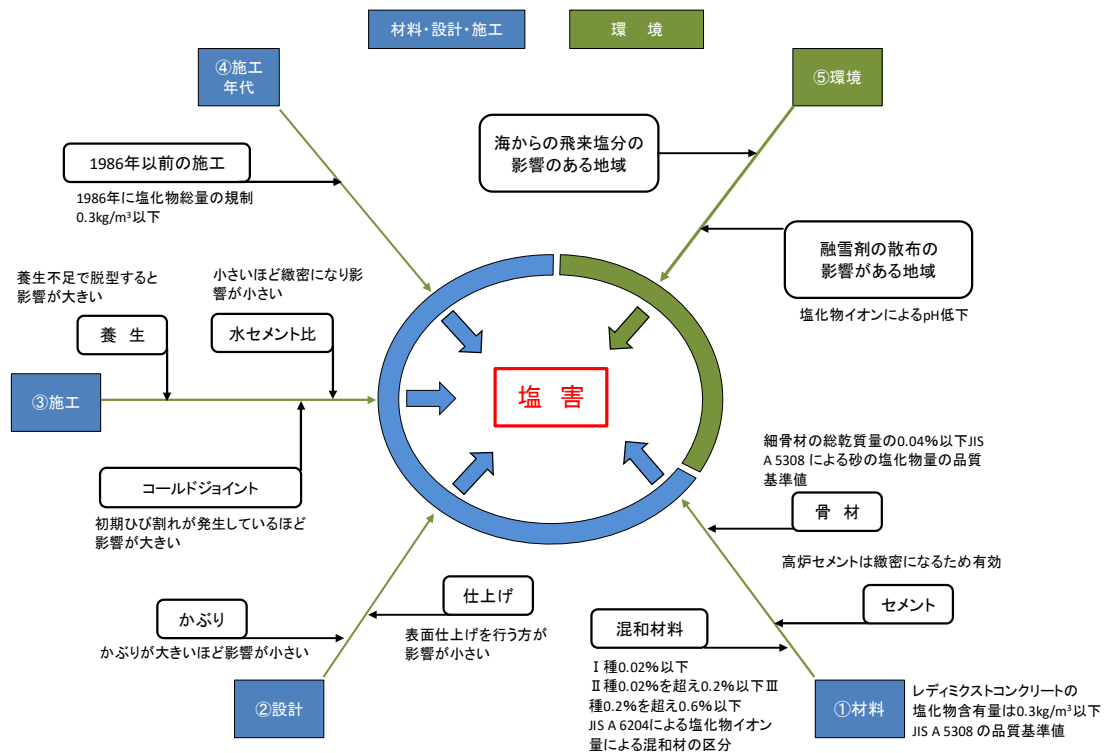 材料・設計・施工
環　境
④施工
年代
⑤環境
1986年以前の施工
1986年に塩化物総量の規制
0.3kg/m³以下
海からの飛来塩分の
影響のある地域
融雪剤の散布の
影響がある地域
塩化物イオンによるpH低下
養生不足で脱型すると
影響が大きい
小さいほど緻密になり影
響が小さい
養　生
水セメント比
③施工
塩　害
コールドジョイント
初期ひび割れが発生しているほど
影響が大きい
細骨材の総乾質量の0.04%以下JIS
A 5308 による砂の塩化物量の品質
基準値
骨　材
高炉セメントは緻密になるため有効
セメント
かぶり
かぶりが大きいほど影響が小さい
仕上げ
表面仕上げを行う方が
影響が小さい
混和材料
Ⅰ種0.02%以下
Ⅱ種0.02%を超え0.2%以下Ⅲ
種0.2%を超え0.6%以下
JIS A 6204による塩化物イオン
量による混和材の区分
②設計
①材料
レディミクストコンクリートの
塩化物含有量は0.3kg/m³以下
JIS A 5308 の品質基準値